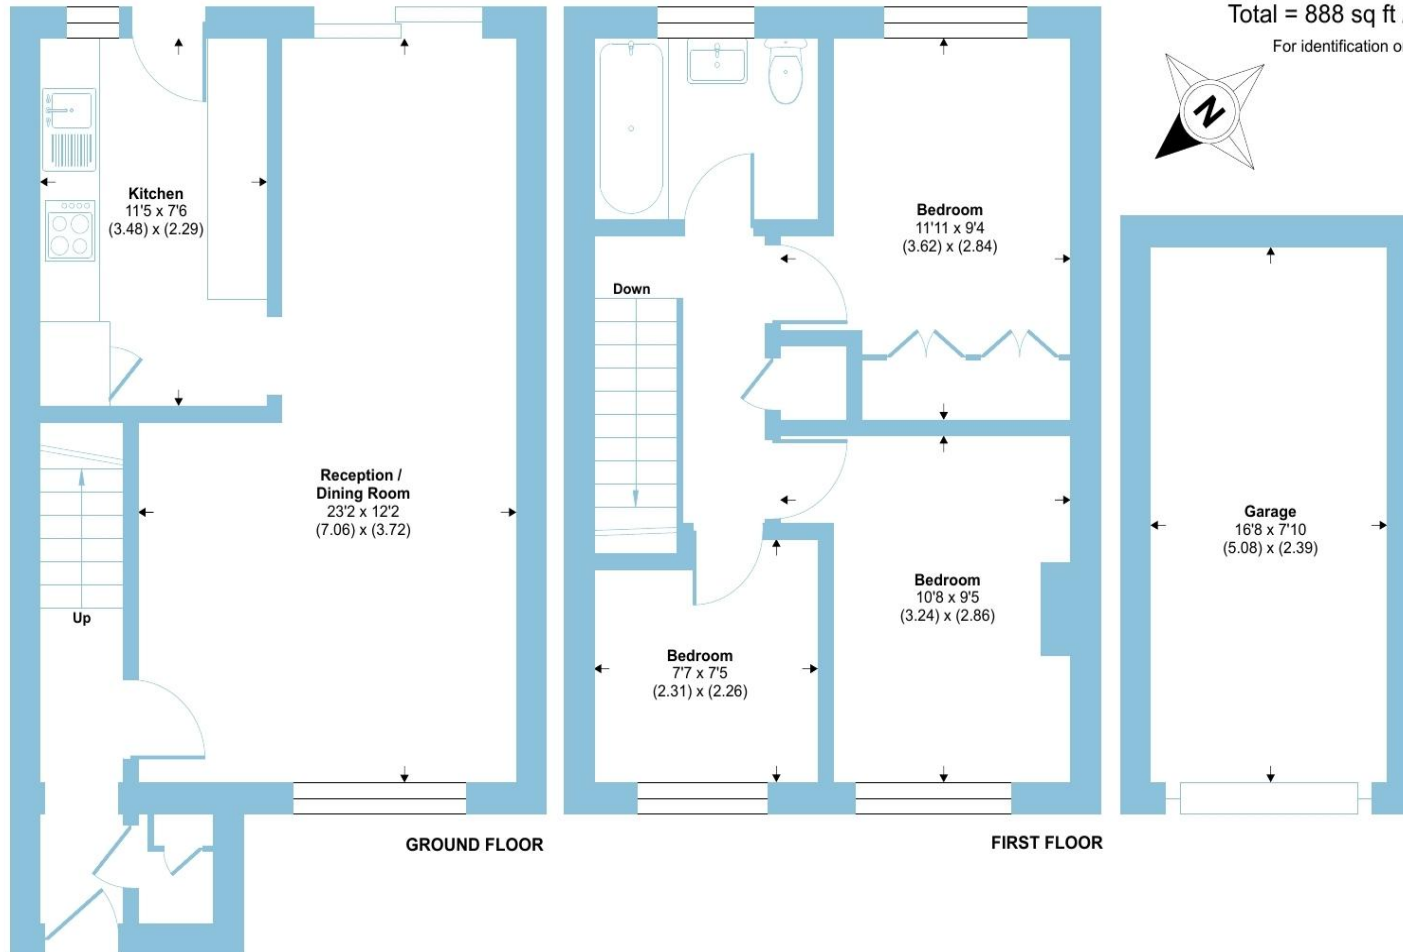 Total = 888 sq ft
For identification
N
Kitchen
11'5 x 7'6
(3.48) x (2.29)
Reception /
Dining Room
23'2 x 12'2
(7.06) x (3.72)
Up
GROUND FLOOR
Down
Bedroom
11'11 x 9'4
(3.62) x (2.84)
Bedroom
10'8 x 9'5
(3.24) x (2.86)
Bedroom
7'7 x 7'5
(2.31) x (2.26)
FIRST FLOOR
Garage
16'8 x 7'10
(5.08) x (2.39)